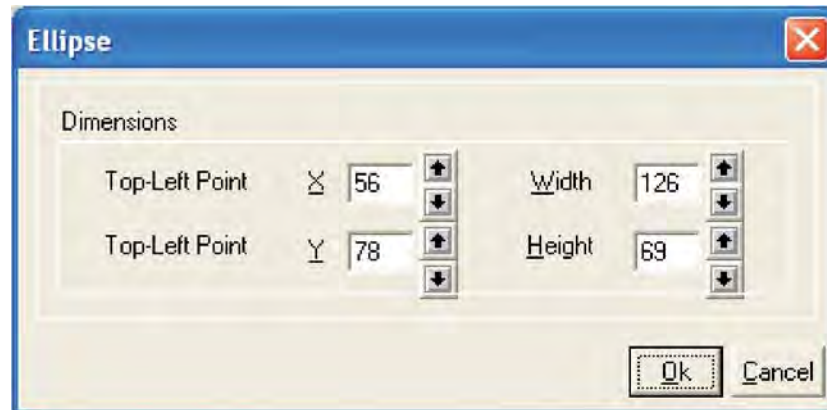 Ellipse
Dimensions
Top-Left Point X 56 Width 126
Top-Left Point Y 78 Height 69
Ok Cancel